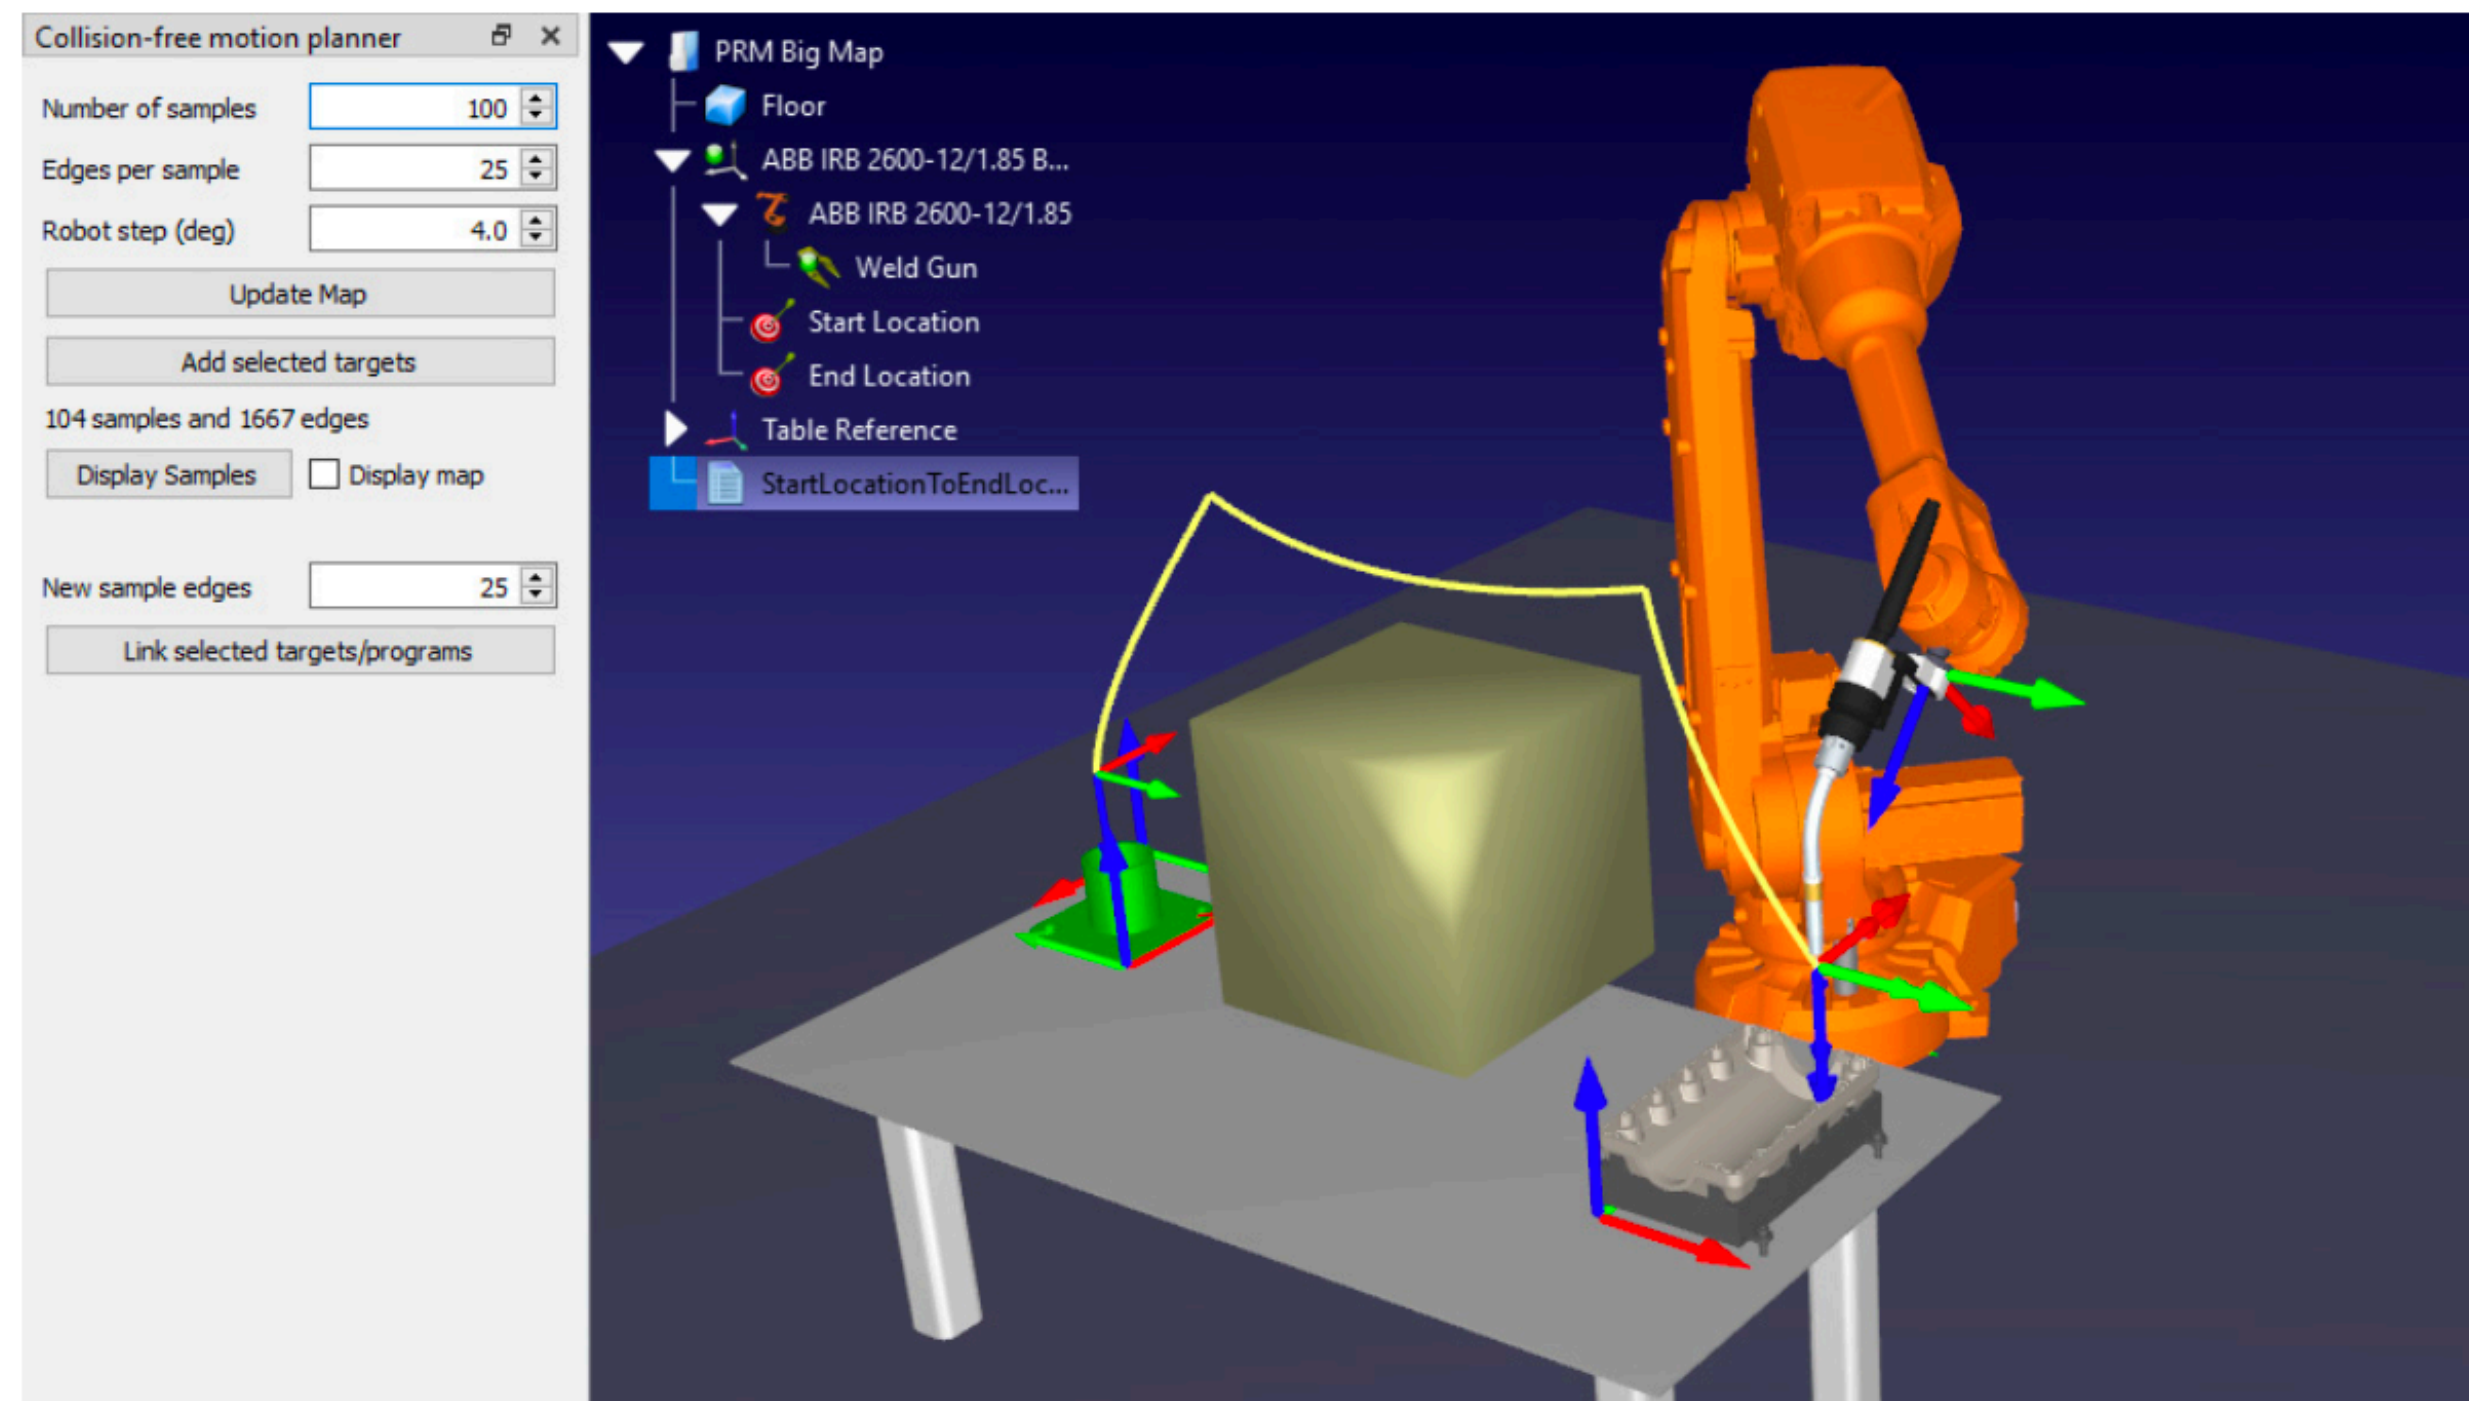 Collision-free motion planner
Number of samples 100
Edges per sample 25
Robot step (deg) 4.0
Update Map
Add selected targets
104 samples and 1667 edges
Display Samples Display map
New sample edges 25
Link selected targets/programs
PRM Big Map
Floor
ABB IRB 2600-12/1.85 B...
ABB IRB 2600-12/1.85
Weld Gun
Start Location
End Location
Table Reference
StartLocationToEndLoc...